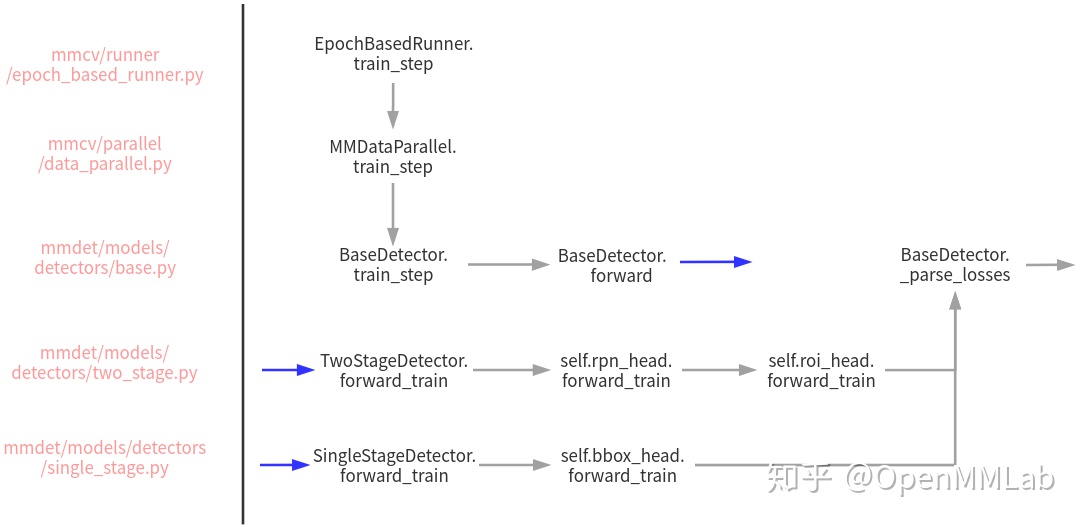 mmcv/runner
/epoch_based_runner.py
EpochBasedRunner.
train_step
mmcv/parallel
/data_parallel.py
MMDataParallel.
train_step
mmdet/models/
detectors/base.py
BaseDetector.
train_step
BaseDetector.
forward
BaseDetector.
_parse_losses
mmdet/models/
detectors/two_stage.py
TwoStageDetector.
forward_train
self.rpn_head.
forward_train
self.roi_head.
forward_train
mmdet/models/detectors
/single_stage.py
SingleStageDetector.
forward_train
self.bbox_head.
forward_train
知乎 @OpenMMLab